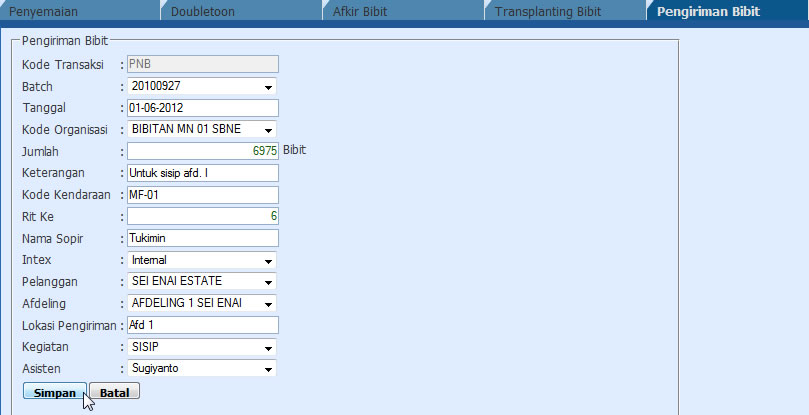 Penyemaian Doubletoon Afkir Bibit Transplanting Bibit Pengiriman Bibit
Pengiriman Bibit
Kode Transaksi : PNB
Batch : 20100927
Tanggal : 01-06-2012
Kode Organisasi : BIBITAN MN 01 SBNE
Jumlah : 6975 Bibit
Keterangan : Untuk sisip afd. I
Kode Kendaraan : MF-01
Rit Ke : 6
Nama Sopir : Tukimin
Intex : Internal
Pelanggan : SEI ENAI ESTATE
Afdeling : AFDELING 1 SEI ENAI
Lokasi Pengiriman : Afd 1
Kegiatan : SISIP
Asisten : Sugiyanto
Simpan Batal